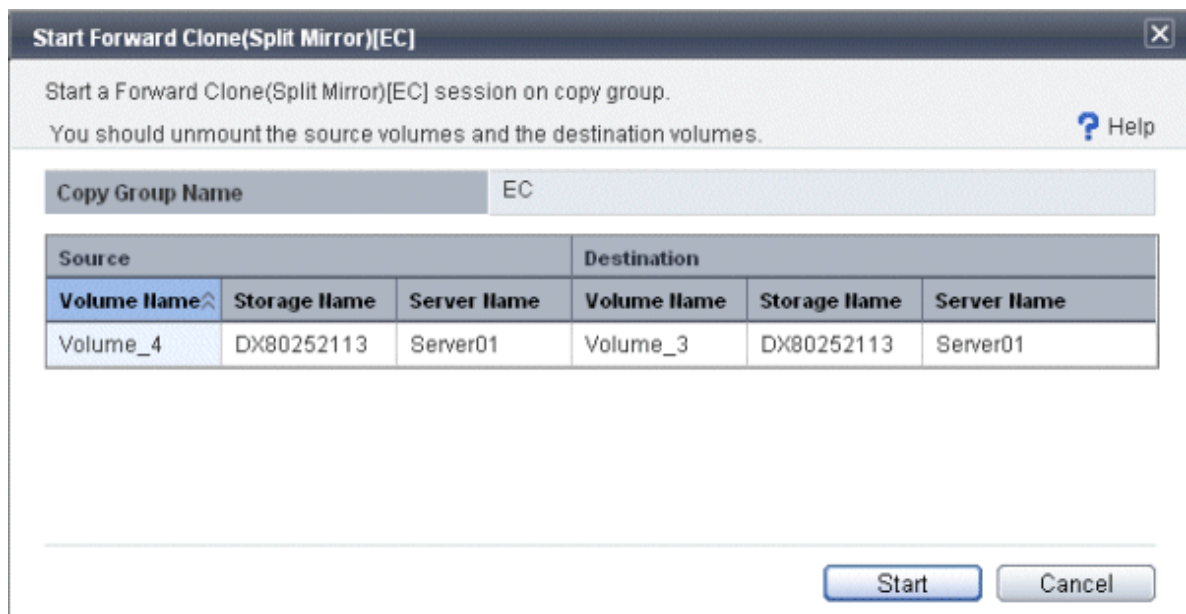 Start Forward Clone(Split Mirror)[EC]
Start a Forward Clone(Split Mirror)[EC] session on copy group.
You should unmount the source volumes and the destination volumes.
? Help
Copy Group Name EC
Source Destination
Volume Name Storage Name Server Name Volume Name Storage Name Server Name
Volume_4 DX80252113 Server01 Volume_3 DX80252113 Server01
Start Cancel